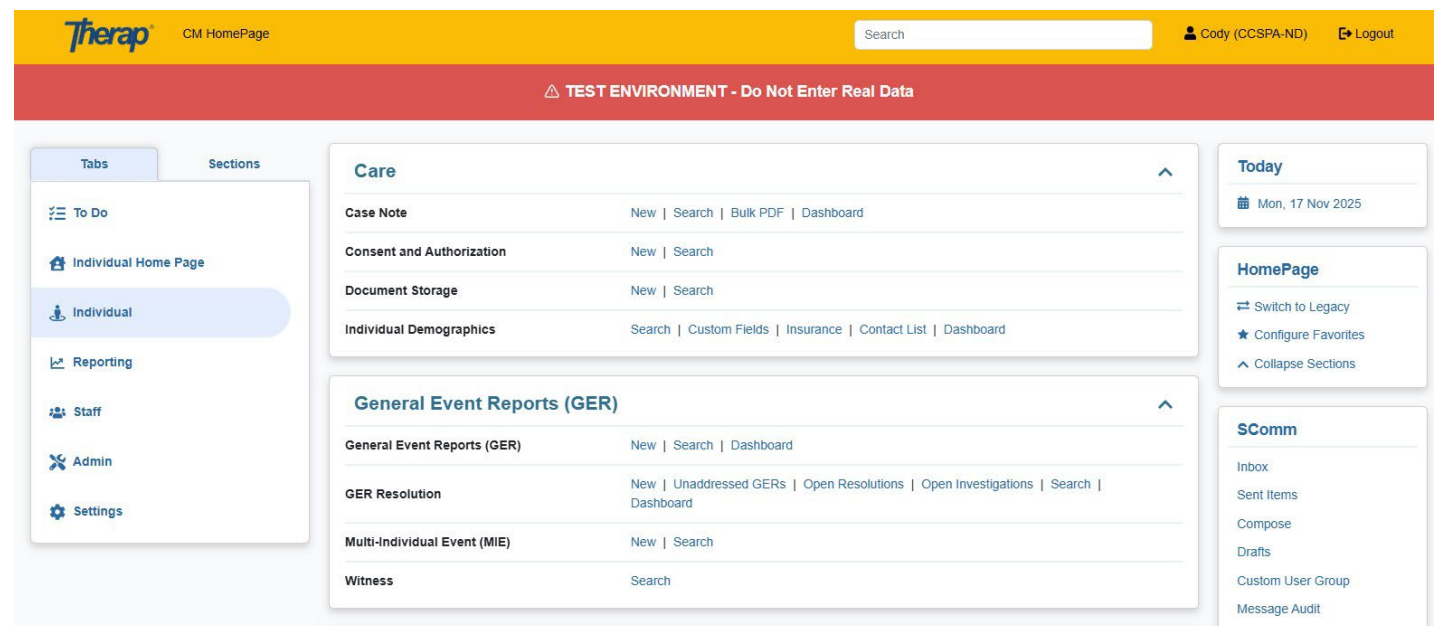 Therap CM HomePage Search Cody (CCSPA-ND) Logout
TEST ENVIRONMENT - Do Not Enter Real Data
Tabs Sections
To Do
Individual Home Page
Individual
Reporting
Staff
Admin
Settings
Care
Case Note New | Search | Bulk PDF | Dashboard
Consent and Authorization New | Search
Document Storage New | Search
Individual Demographics Search | Custom Fields | Insurance | Contact List | Dashboard
General Event Reports (GER)
General Event Reports (GER) New | Search | Dashboard
GER Resolution New | Unaddressed GERs | Open Resolutions | Open Investigations | Search |
Dashboard
Multi-Individual Event (MIE) New | Search
Witness Search
Today
Mon, 17 Nov 2025
HomePage
Switch to Legacy
Configure Favorites
Collapse Sections
SComm
Inbox
Sent Items
Compose
Drafts
Custom User Group
Message Audit